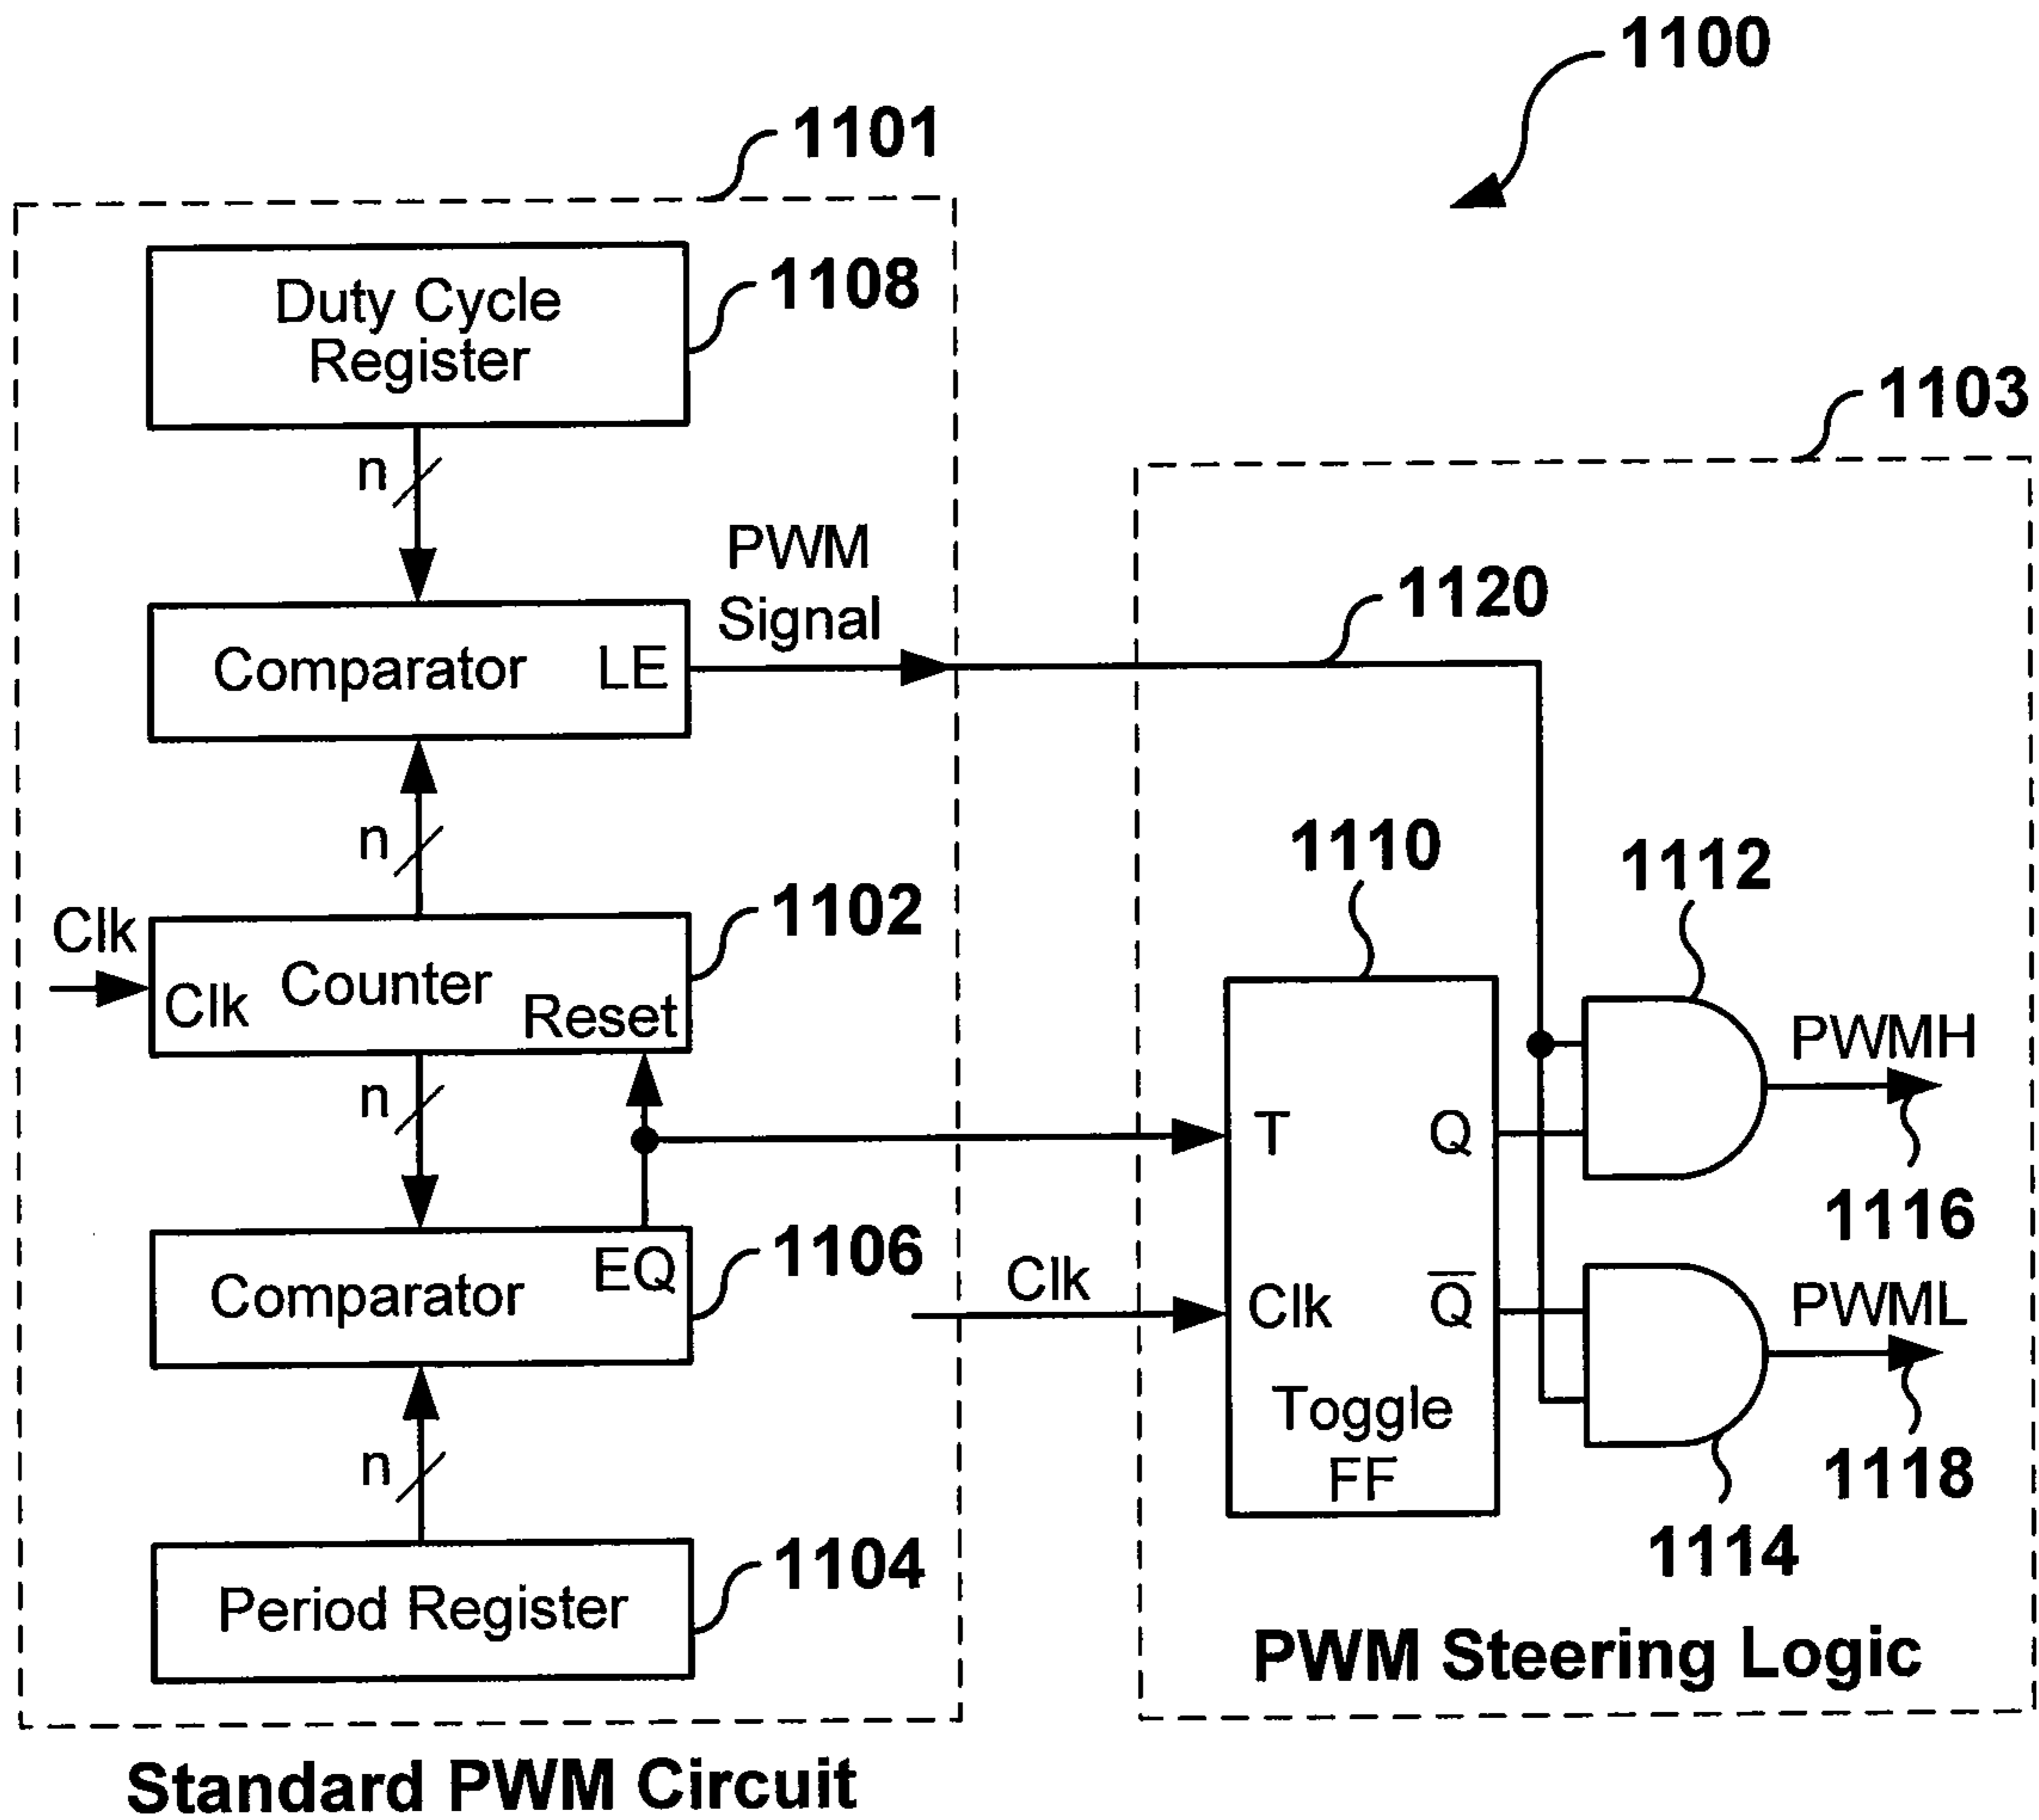 1100
1101
Duty Cycle
Register
1108
1103
n
PWM
Signal
1120
Comparator LE
n
1110
1112
1102
Clk
Clk Counter Reset
PWMH
n
T Q
1116
1106
EQ
Comparator
Clk
Clk Q̅
PWML
Toggle
FF
n
1118
1114
1104
Period Register
PWM Steering Logic
Standard PWM Circuit